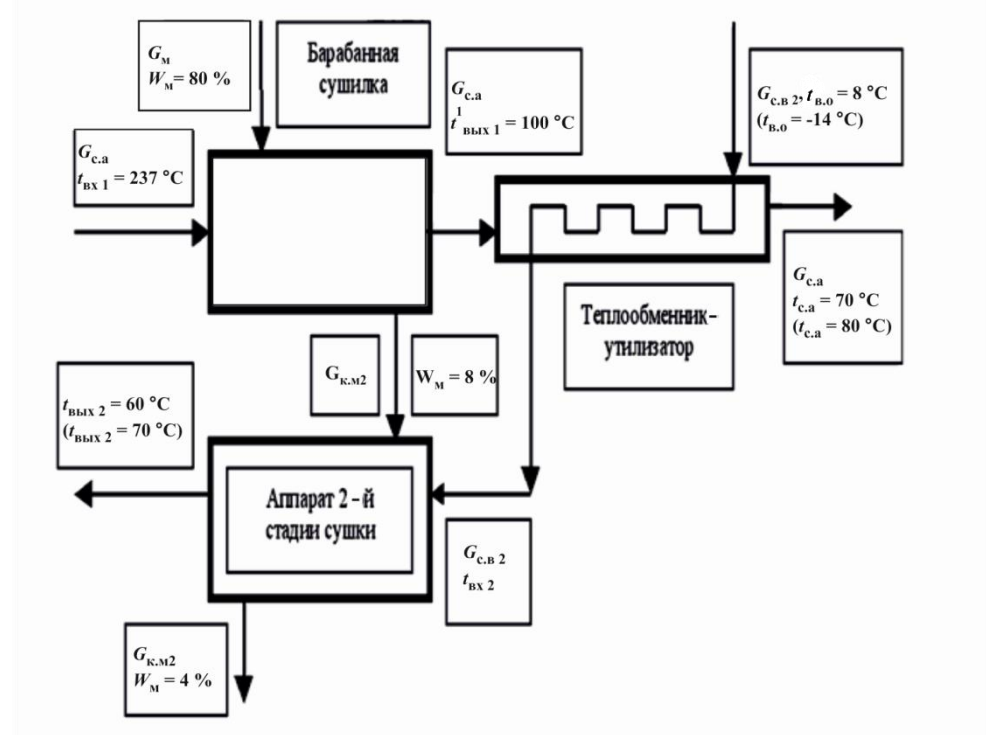 Gм
Wм= 80 %
Барабанная
сушилка
Gс.а
t¹вых 1 = 100 °C
Gс.в 2, tв.о = 8 °C
(tв.о = -14 °C)
Gс.а
tвх 1 = 237 °C
Gс.а
tс.а = 70 °C
(tс.а = 80 °C)
Теплообменник-
утилизатор
Gк.м2
Wм = 8 %
tвых 2 = 60 °C
(tвых 2 = 70 °C)
Аппарат 2 - й
стадии сушки
Gс.в 2
tвх 2
Gк.м2
Wм = 4 %